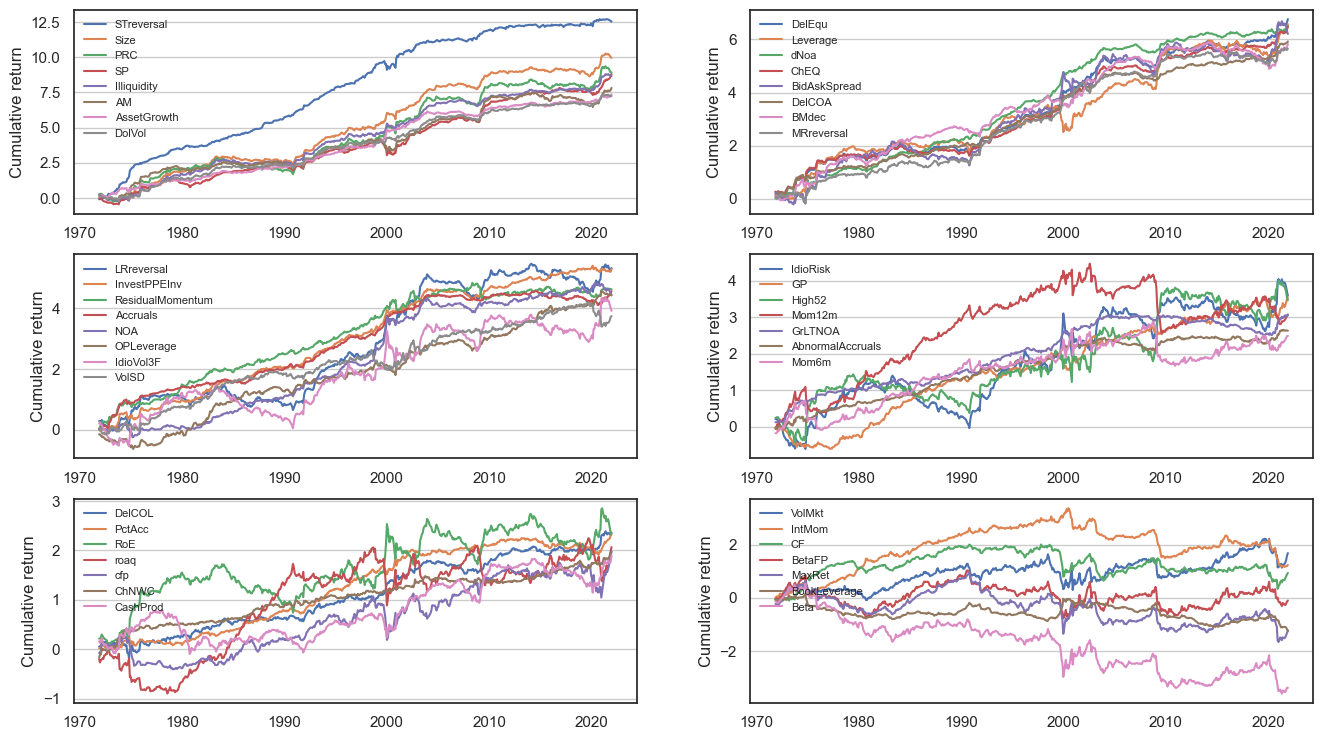 Cumulative return
12.5
10.0
7.5
5.0
2.5
0.0
STreversal
Size
PRC
SP
Illiquidity
AM
AssetGrowth
DolVol
1970 1980 1990 2000 2010 2020
Cumulative return
6
4
2
0
DelEqu
Leverage
dNoa
ChEQ
BidAskSpread
DelCOA
BMdec
MRreversal
1970 1980 1990 2000 2010 2020
Cumulative return
4
2
0
LRreversal
InvestPPEInv
ResidualMomentum
Accruals
NOA
OPLeverage
IdioVol3F
VolSD
1970 1980 1990 2000 2010 2020
Cumulative return
4
3
2
1
0
IdioRisk
GP
High52
Mom12m
GrLTNOA
AbnormalAccruals
Mom6m
1970 1980 1990 2000 2010 2020
Cumulative return
3
2
1
0
−1
DelCOL
PctAcc
RoE
roaq
cfp
ChNWC
CashProd
1970 1980 1990 2000 2010 2020
Cumulative return
2
0
−2
VolMkt
IntMom
CF
BetaFP
MaxRet
BookLeverage
Beta
1970 1980 1990 2000 2010 2020